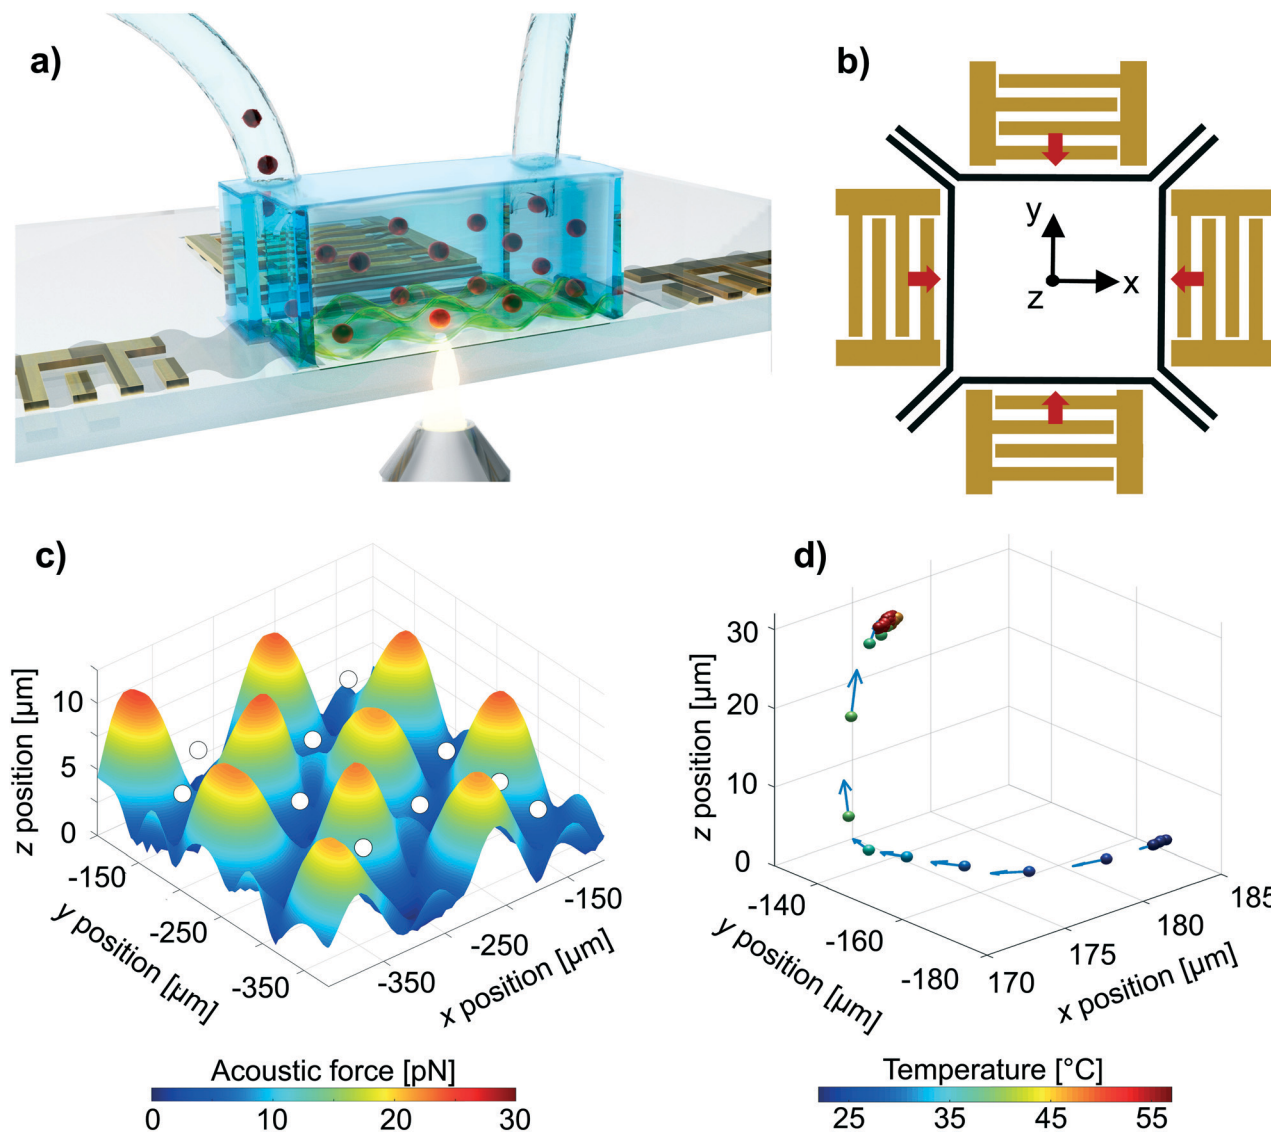 a)
b)
y
z
x
c)
z position [µm]
10
5
0
-150
-250
-350
y position [µm]
-350
-250
-150
x position [µm]
Acoustic force [pN]
0
10
20
30
d)
z position [µm]
30
20
10
0
-140
-160
-180
y position [µm]
170
175
180
185
x position [µm]
Temperature [°C]
25
35
45
55